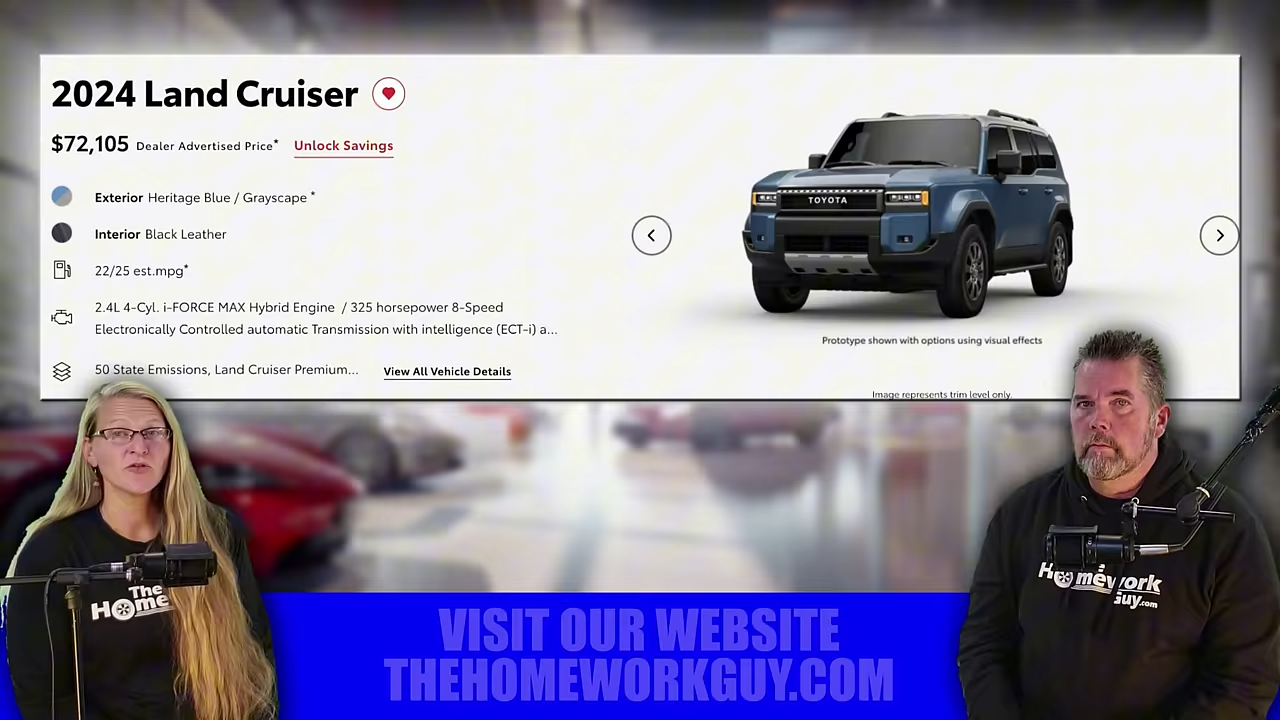 2024 Land Cruiser
$72,105 Dealer Advertised Price* Unlock Savings
Exterior Heritage Blue / Grayscape *
Interior Black Leather
22/25 est.mpg*
2.4L 4-Cyl. i-FORCE MAX Hybrid Engine / 325 horsepower 8-Speed
Electronically Controlled automatic Transmission with intelligence (ECT-i) a...
50 State Emissions, Land Cruiser Premium... View All Vehicle Details
TOYOTA
Prototype shown with options using visual effects
Image represents trim level only.
The
Home
Homework
Guy.com
VISIT OUR WEBSITE
THEHOMEWORKGUY.COM